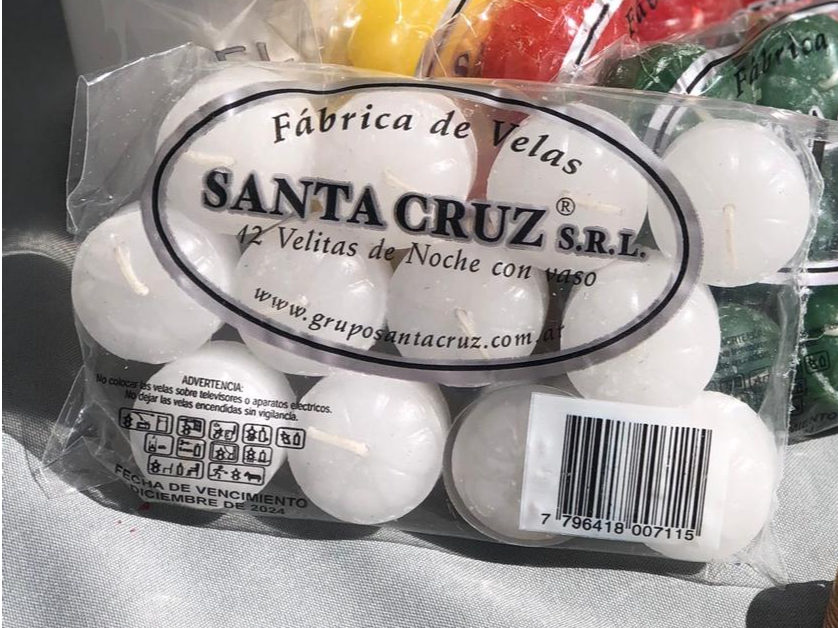 Fábrica de Velas
SANTA CRUZ ® S.R.L.
12 Velitas de Noche con vaso
www.gruposantacruz.com.ar
ADVERTENCIA:
No colocar las velas sobre televisores o aparatos eléctricos.
No dejar las velas encendidas sin vigilancia.
FECHA DE VENCIMIENTO
DICIEMBRE DE 2024
7 796418 007115
Fábrica